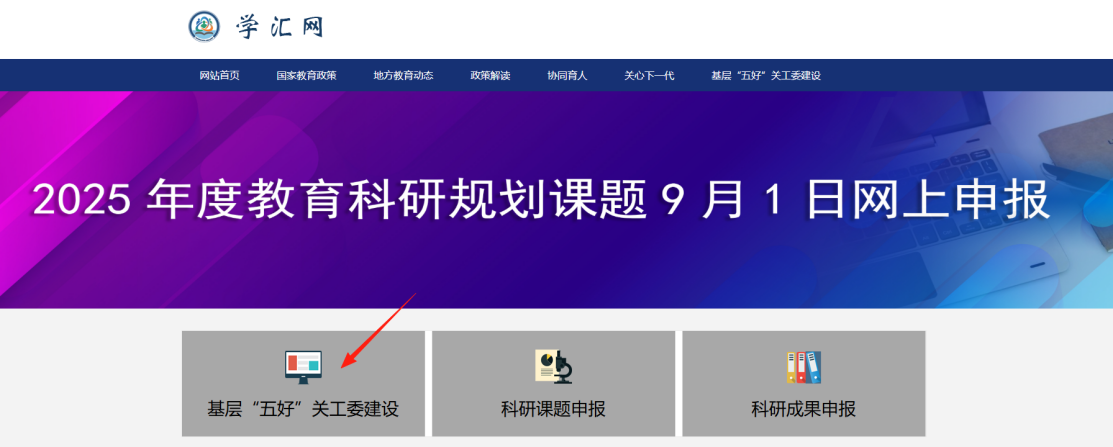 学汇网
网站首页 国家教育政策 地方教育动态 政策解读 协同育人 关心下一代 基层“五好”关工委建设
2025年度教育科研规划课题9月1日网上申报
基层“五好”关工委建设 科研课题申报 科研成果申报